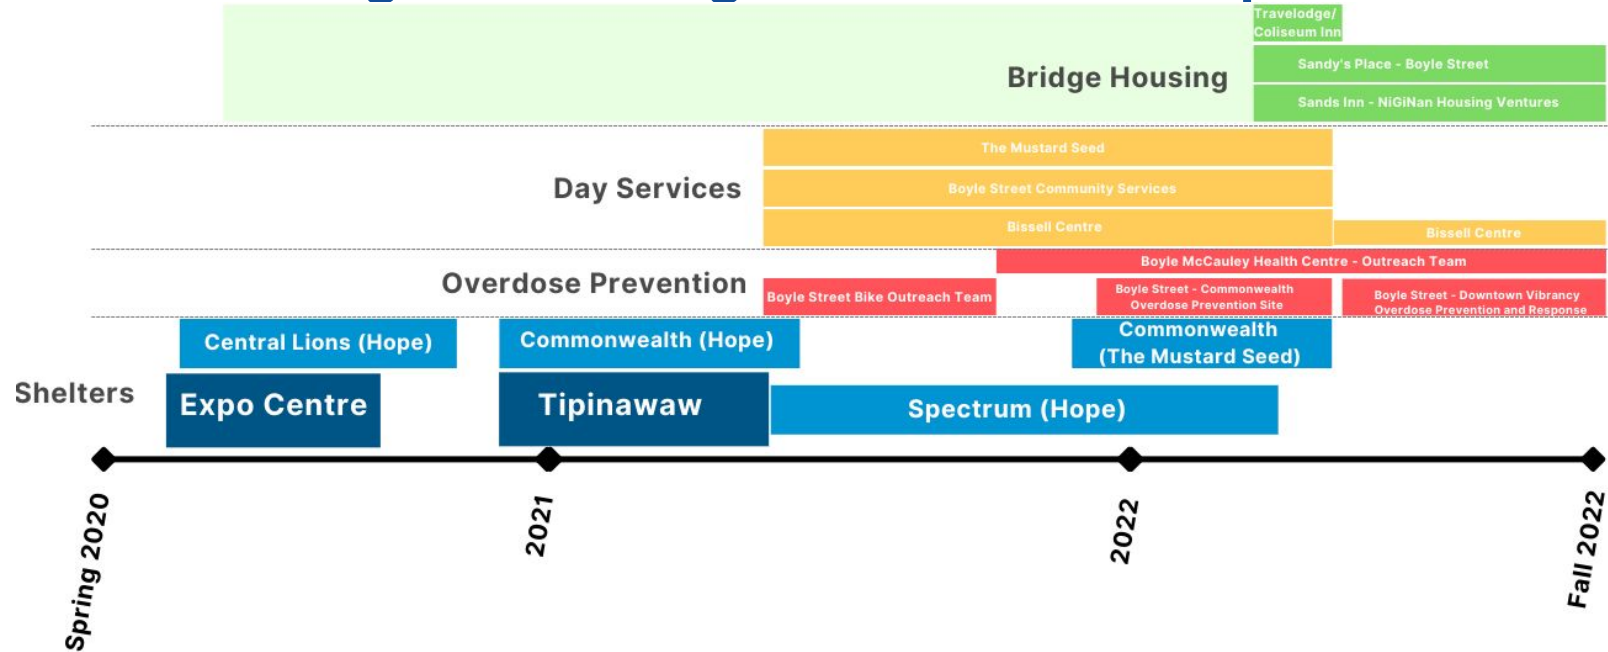 Travelodge/
Coliseum Inn
Bridge Housing
Sandy's Place - Boyle Street
Sands Inn - NiGiNan Housing Ventures
The Mustard Seed
Day Services
Boyle Street Community Services
Bissell Centre
Bissell Centre
Boyle McCauley Health Centre - Outreach Team
Overdose Prevention
Boyle Street Bike Outreach Team
Boyle Street - Commonwealth
Overdose Prevention Site
Boyle Street - Downtown Vibrancy
Overdose Prevention and Response
Central Lions (Hope)
Commonwealth (Hope)
Commonwealth
(The Mustard Seed)
Shelters
Expo Centre
Tipinawaw
Spectrum (Hope)
Spring 2020
2021
2022
Fall 2022